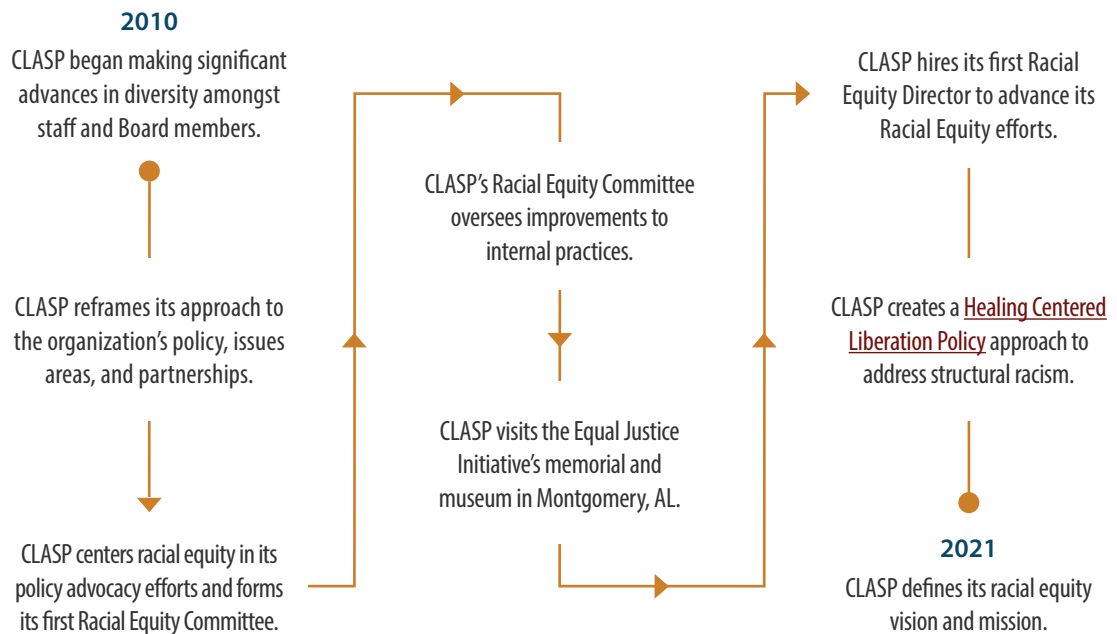 2010
CLASP began making significant
advances in diversity amongst
staff and Board members.
CLASP reframes its approach to
the organization’s policy, issues
areas, and partnerships.
CLASP centers racial equity in its
policy advocacy efforts and forms
its first Racial Equity Committee.
CLASP’s Racial Equity Committee
oversees improvements to
internal practices.
CLASP visits the Equal Justice
Initiative’s memorial and
museum in Montgomery, AL.
CLASP hires its first Racial
Equity Director to advance its
Racial Equity efforts.
CLASP creates a Healing Centered
Liberation Policy approach to
address structural racism.
2021
CLASP defines its racial equity
vision and mission.